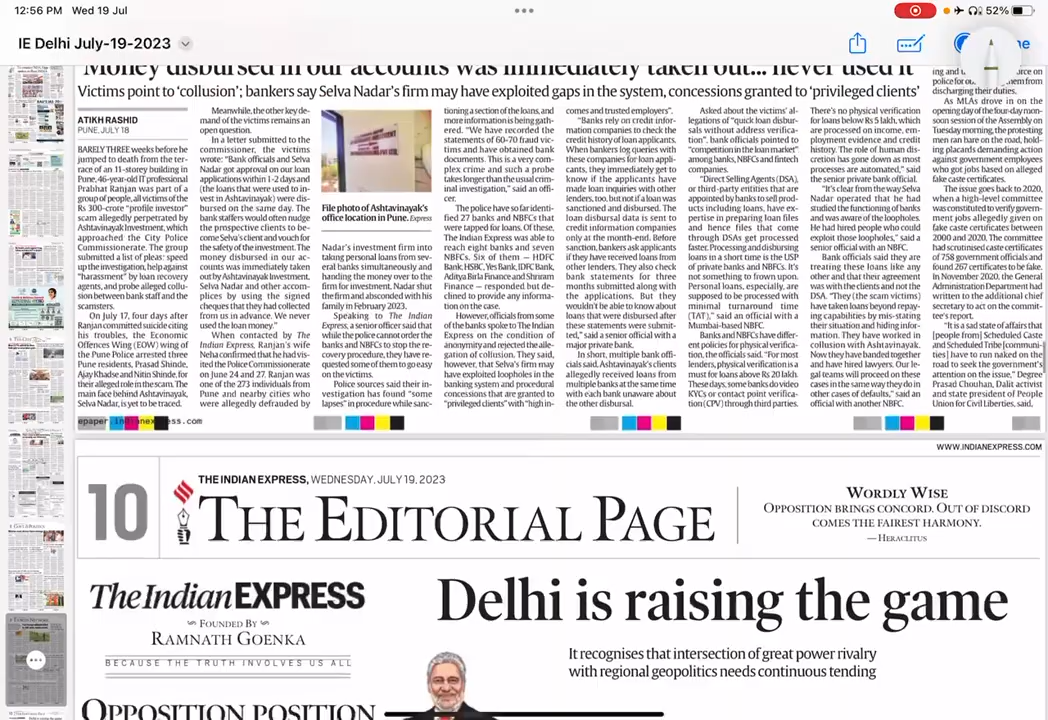 12:56 PM Wed 19 Jul
52%
IE Delhi July-19-2023
Money disbursed in our accounts was immediately taken out... never used it'
Victims point to 'collusion'; bankers say Selva Nadar's firm may have exploited gaps in the system, concessions granted to 'privileged clients'
ATIKH RASHID
PUNE, JULY 18
BARELY THREE weeks before he
jumped to death from the ter-
race of an 11-storey building in
Pune, 46-year-old IT professional
Prabhat Ranjan was part of a
group of people, all victims of the
Rs 300-crore "profile investor"
scam allegedly perpetrated by
Ashtavinayak Investment, which
approached the City Police
Commissionerate. The group
submitted a list of pleas: speed
up the investigation, help against
"harassment" by loan recovery
agents, and probe alleged collu-
sion between bank staff and the
scamsters.
On July 17, four days after
Ranjan committed suicide citing
his troubles, the Economic
Offences Wing (EOW) wing of
the Pune Police arrested three
Pune residents, Prasad Shinde,
Ajay Bhade and Nitin Shinde, for
their alleged role in the scam. The
main face behind Ashtavinayak,
Selva Nadar, is yet to be traced.
Meanwhile, the other key de-
mand of the victims remains an
open question.
In a letter submitted to the
commissioner, the victims
wrote: "Bank officials and Selva
Nadar got approval on our loan
applications within 1-2 days and
(the loans that were used to in-
vest in Ashtavinayak) were dis-
bursed on the same day. The
bank staffers would often nudge
the prospective clients to be-
come Selva's client and vouch for
the safety of the investment. The
money disbursed in our ac-
counts was immediately taken
out by Ashtavinayak Investment,
Selva Nadar and other accom-
plices by using the signed
cheques that they had collected
from us in advance. We never
used the loan money."
When contacted by The
Indian Express, Ranjan's wife
Neha confirmed that he had vis-
ited the Police Commissionerate
on June 24 and 27. Ranjan was
one of the 273 individuals from
Pune and nearby cities who
were allegedly defrauded by
File photo of Ashtavinayak's
office location in Pune. Express
Nadar's investment firm into
taking personal loans from sev-
eral banks simultaneously and
handing the money over to the
firm for investment. Nadar shut
the firm and absconded with his
family in February 2023.
Speaking to The Indian
Express, a senior officer said that
while the police cannot order the
banks and NBFCs to stop the re-
covery procedure, they have re-
quested some of them to go easy
on the victims.
Police sources said their in-
vestigation has found "some
lapses" in procedure while sanc-
tioning a section of the loans, and
more information is being gath-
ered. "We have recorded the
statements of 60-70 fraud vic-
tims and have obtained bank
documents. This is a very com-
plex crime and such a probe
takes longer than the usual crim-
inal investigation," said an offi-
cer.
The police have so far identi-
fied 27 banks and NBFCs that
were tapped for loans. Of these,
The Indian Express was able to
reach eight banks and seven
NBFCs. Six of them — HDFC
Bank, HSBC, Yes Bank, IDFC Bank,
Aditya Birla Finance and Shriram
Finance — responded but de-
clined to provide any informa-
tion on the case.
However, officials from some
of the banks spoke to The Indian
Express on the condition of
anonymity and rejected the alle-
gation of collusion. They said,
however, that Selva's firm may
have exploited loopholes in the
banking system and procedural
concessions that are granted to
"privileged clients" with "high in-
comes and trusted employers".
"Banks rely on credit infor-
mation companies to check the
credit history of loan applicants.
When bankers log queries with
these companies for loan appli-
cants, they immediately get to
know if the applicants have
made loan inquiries with other
lenders, too, but not if a loan was
sanctioned and disbursed. The
loan disbursal data is sent to
credit information companies
only at the month-end. Before
sanction, bankers ask applicants
if they have received loans from
other lenders. They also check
bank statements for three
months submitted along with
the applications. But they
wouldn't be able to know about
loans that were disbursed after
these statements were submit-
ted," said a senior official with a
major private bank.
In short, multiple bank offi-
cials said, Ashtavinayak's clients
allegedly received loans from
multiple banks at the same time
with each bank unaware about
the other disbursal.
Asked about the victims' al-
legations of "quick loan disbur-
sals without address verifica-
tion", bank officials pointed to
"competition in the loan market"
among banks, NBFCs and fintech
companies.
"Direct Selling Agents (DSA),
or third-party entities that are
appointed by banks to sell prod-
ucts including loans, have ex-
pertise in preparing loan files
and hence files that come
through DSAs get processed
faster. Processing and disbursing
loans in a short time is the USP
of private banks and NBFCs. It's
not something to frown upon.
Personal loans, especially, are
supposed to be processed with
minimal turnaround time
(TAT)," said an official with a
Mumbai-based NBFC.
Banks and NBFCs have differ-
ent policies for physical verifica-
tion, the officials said. "For most
lenders, physical verification is a
must for loans above Rs 20 lakh.
These days, some banks do video
KYCs or contact point verifica-
tion (CPV) through third parties.
There's no physical verification
for loans below Rs 5 lakh, which
are processed on income, em-
ployment evidence and credit
history. The role of human dis-
cretion has gone down as most
processes are automated," said
the senior private bank official.
"It's clear from the way Selva
Nadar operated that he had
studied the functioning of banks
and was aware of the loopholes.
He had hired people who could
exploit those loopholes," said a
senior official with an NBFC.
Bank officials said they are
treating these loans like any
other and that their agreement
was with the clients and not the
DSA. "They (the scam victims)
have taken loans beyond repay-
ing capabilities by mis-stating
their situation and hiding infor-
mation. They have worked in
collusion with Ashtavinayak.
Now they have banded together
and have hired lawyers. Our le-
gal teams will proceed on these
cases in the same way they do in
other cases of defaults," said an
official with another NBFC.
discharging their duties.
As MLAs drove in on the
opening day of the four-day mon-
soon session of the Assembly on
Tuesday morning, the protesting
men ran bare on the road, hold-
ing placards demanding action
against government employees
who got jobs based on alleged
fake caste certificates.
The issue goes back to 2020,
when a high-level committee
was constituted to verify govern-
ment jobs allegedly given on
fake caste certificates between
2000 and 2020. The committee
had scrutinised caste certificates
of 758 government officials and
found 267 certificates to be fake.
In November 2020, the General
Administration Department had
written to the additional chief
secretary to act on the commit-
tee's report.
"It is a sad state of affairs that
[people from] Scheduled Caste
and Scheduled Tribe [communi-
ties] have to run naked on the
road to seek the government's
attention on the issue," Degree
Prasad Chouhan, Dalit activist
and state president of People
Union for Civil Liberties, said,
epaper.indianexpress.com
WWW.INDIANEXPRESS.COM
10
THE INDIAN EXPRESS, WEDNESDAY, JULY 19, 2023
THE EDITORIAL PAGE
WORDLY WISE
OPPOSITION BRINGS CONCORD. OUT OF DISCORD
COMES THE FAIREST HARMONY.
— HERACLITUS
The Indian EXPRESS
FOUNDED BY
RAMNATH GOENKA
BECAUSE THE TRUTH INVOLVES US ALL
Delhi is raising the game
It recognises that intersection of great power rivalry
with regional geopolitics needs continuous tending
OPPOSITION POSITION